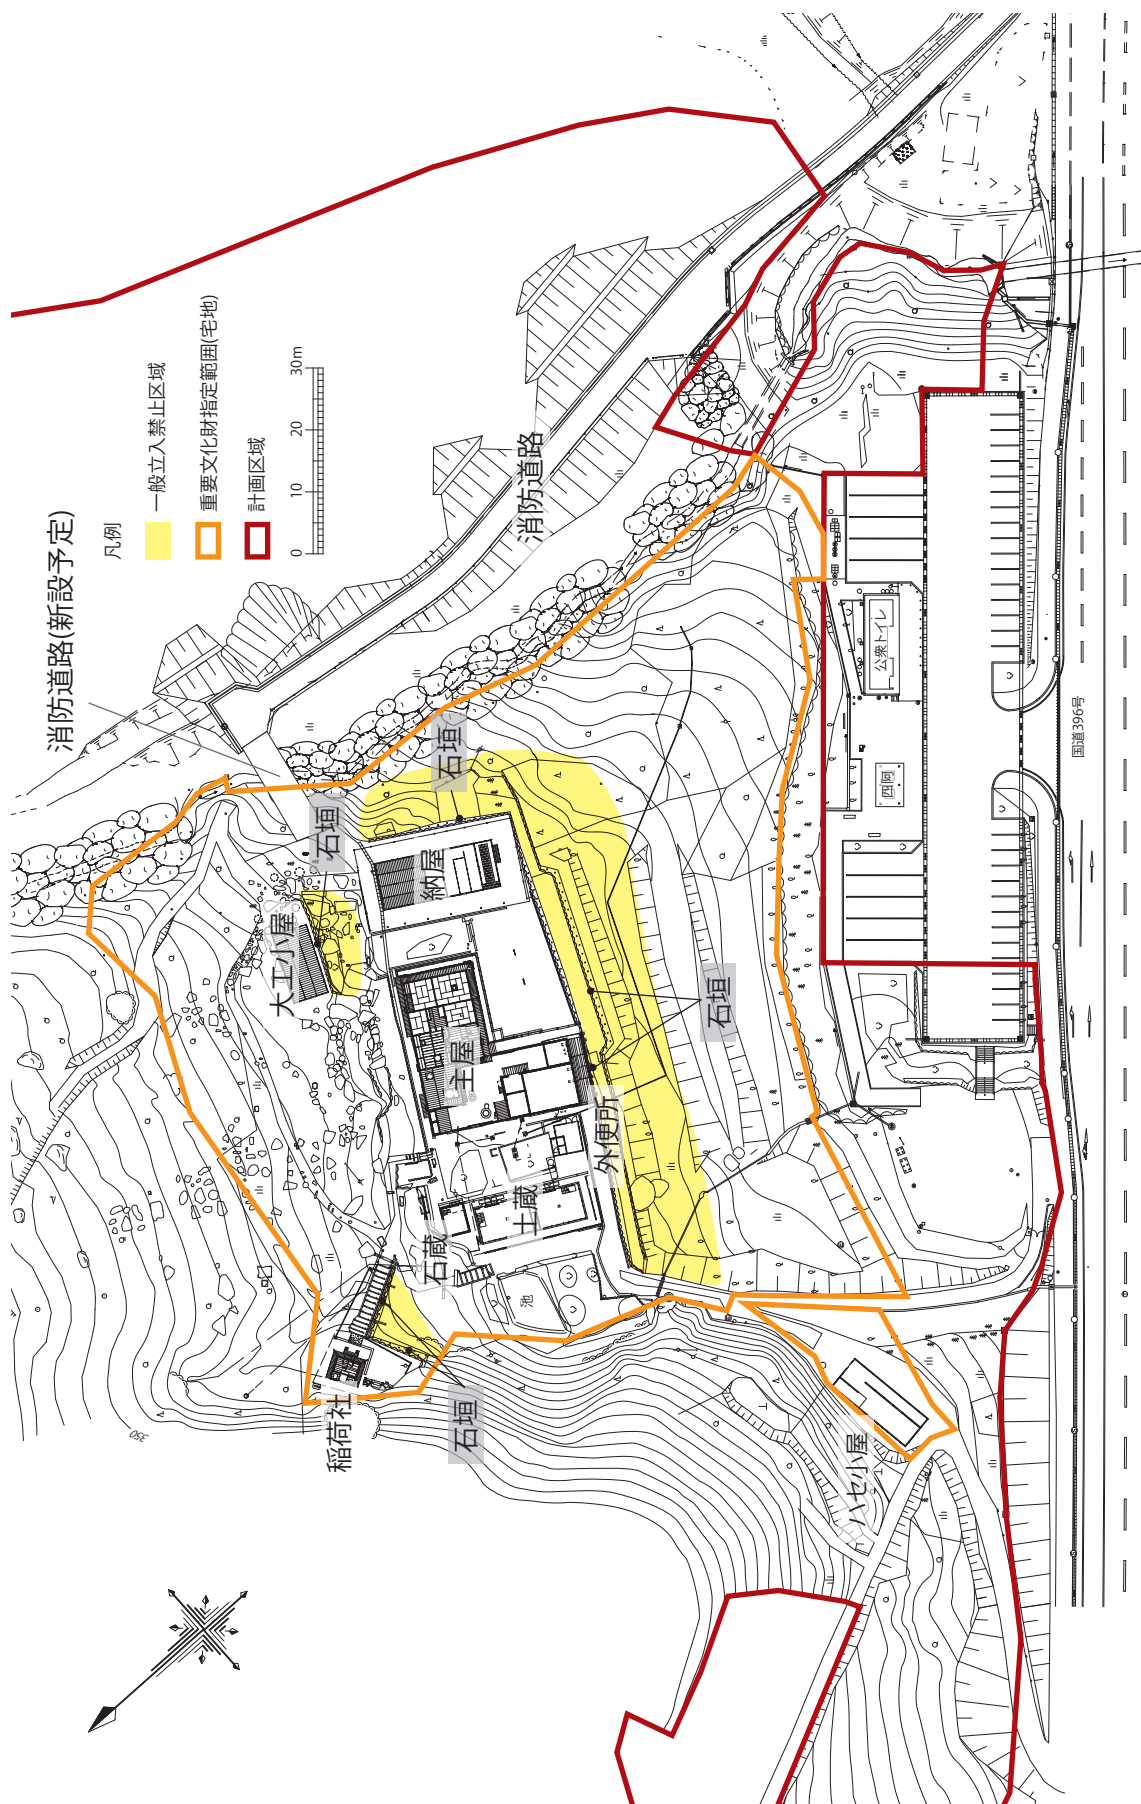 消防道路(新設予定)
凡例
一般立入禁止区域
重要文化財指定範囲(宅地)
計画区域
0 10 20 30m
消防道路
石垣
石垣
納屋
大工小屋
主屋
石垣
外便所
土蔵
石蔵
池
稲荷社
石垣
ハセ小屋
公衆トイレ
四阿
国道396号
350